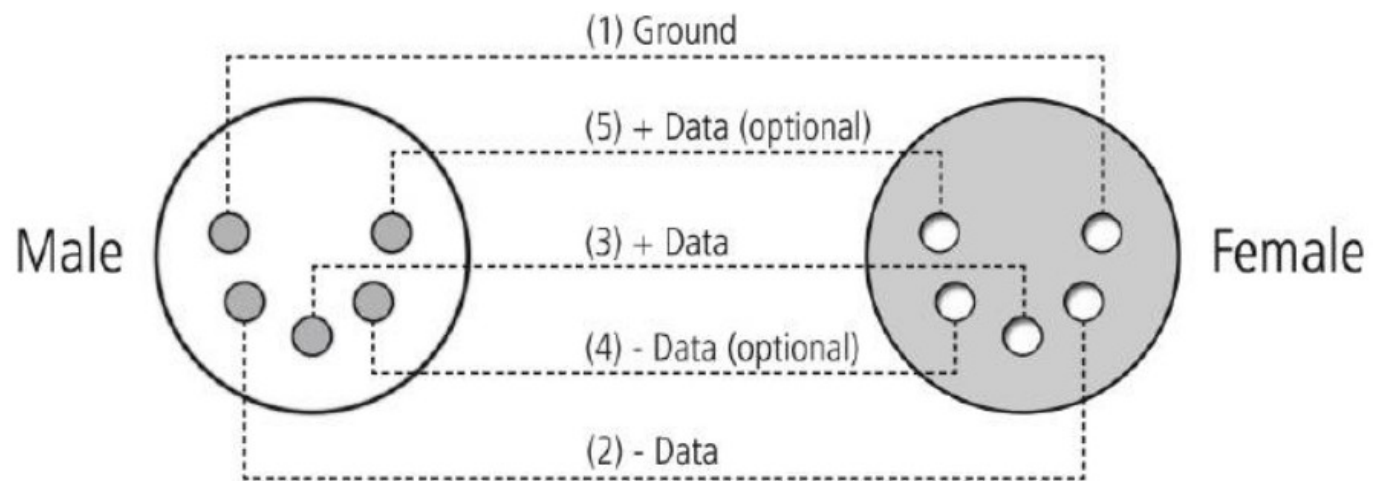 (1) Ground
(5) + Data (optional)
Male
(3) + Data
Female
(4) - Data (optional)
(2) - Data